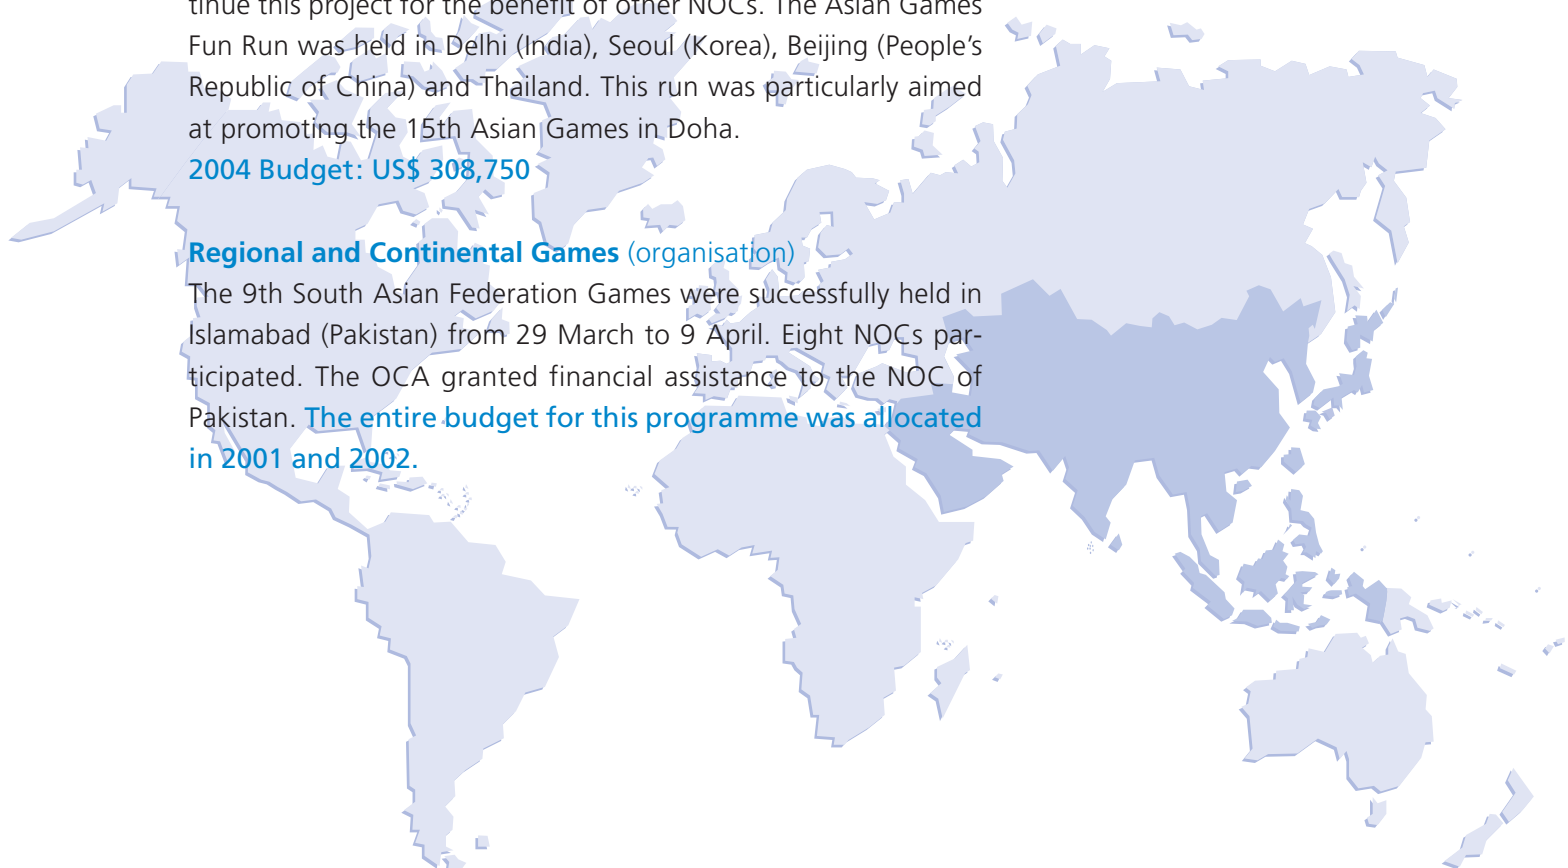 tinue this project for the benefit of other NOCs. The Asian Games
Fun Run was held in Delhi (India), Seoul (Korea), Beijing (People’s
Republic of China) and Thailand. This run was particularly aimed
at promoting the 15th Asian Games in Doha.
2004 Budget: US$ 308,750
Regional and Continental Games (organisation)
The 9th South Asian Federation Games were successfully held in
Islamabad (Pakistan) from 29 March to 9 April. Eight NOCs par-
ticipated. The OCA granted financial assistance to the NOC of
Pakistan. The entire budget for this programme was allocated
in 2001 and 2002.